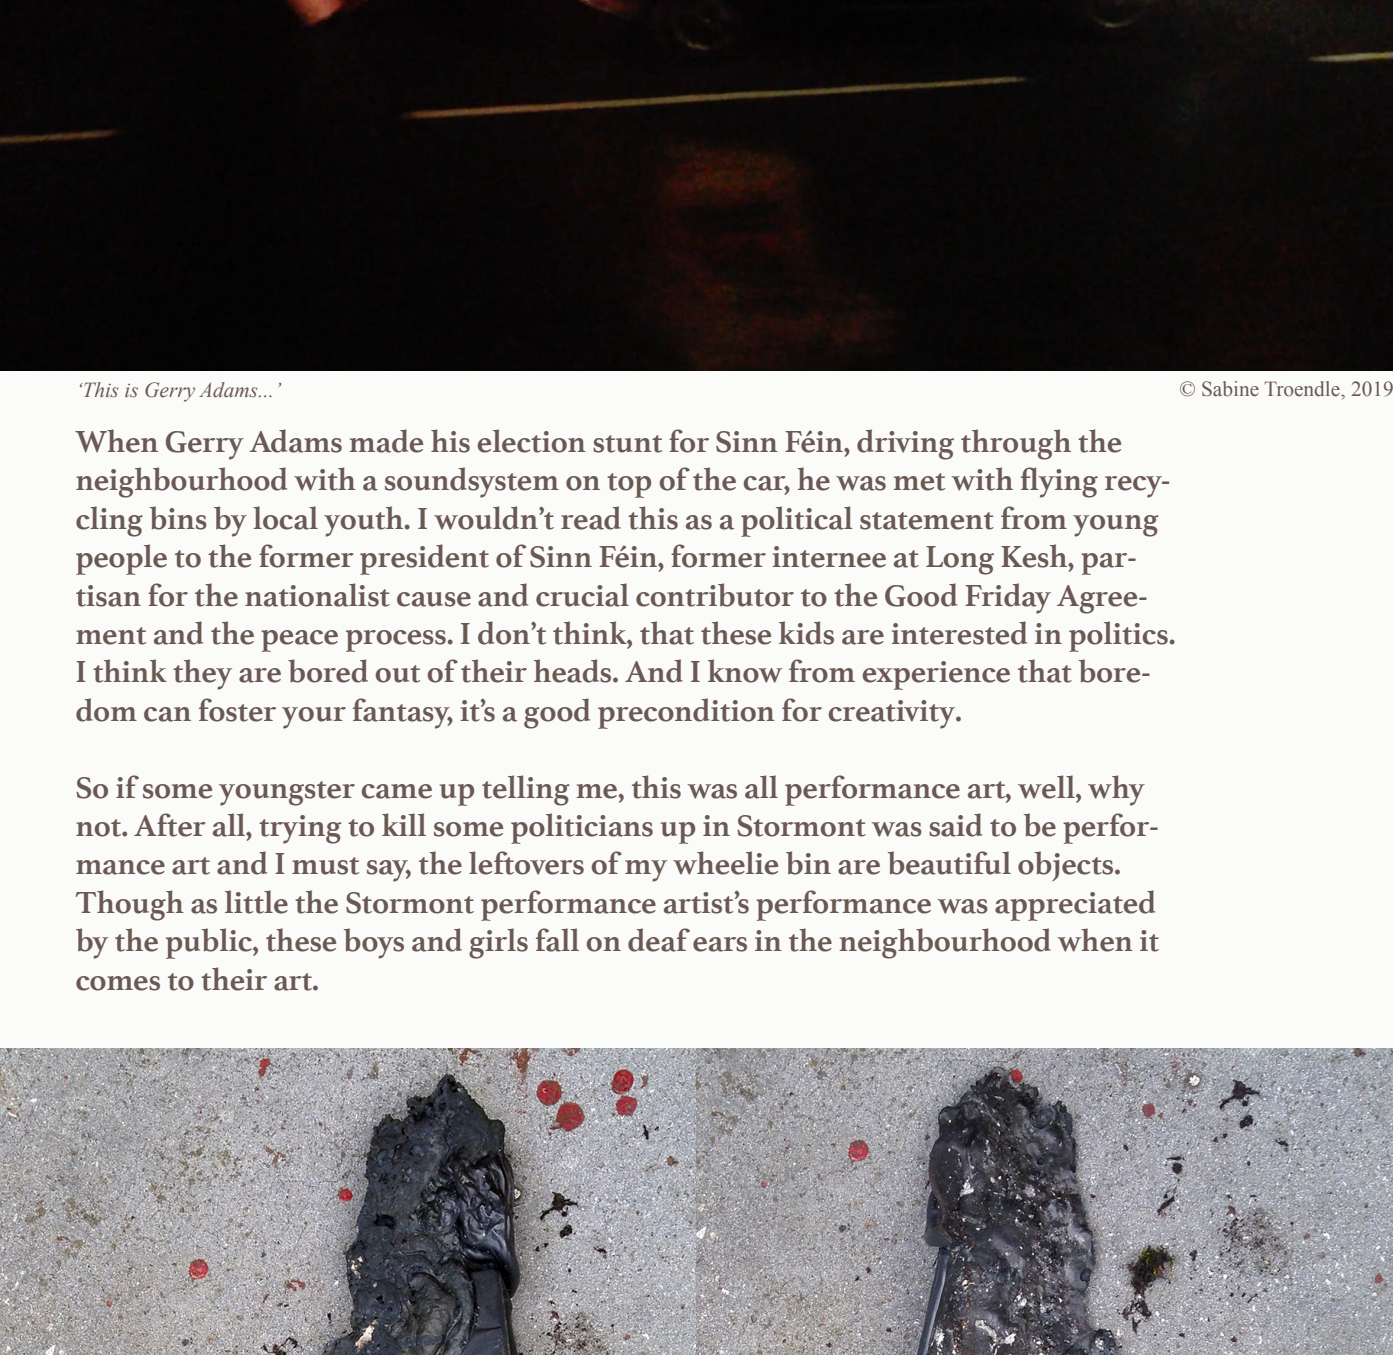 ‘This is Gerry Adams...’
© Sabine Troendle, 2019
When Gerry Adams made his election stunt for Sinn Féin, driving through the
neighbourhood with a soundsystem on top of the car, he was met with flying recy-
cling bins by local youth. I wouldn’t read this as a political statement from young
people to the former president of Sinn Féin, former internee at Long Kesh, par-
tisan for the nationalist cause and crucial contributor to the Good Friday Agree-
ment and the peace process. I don’t think, that these kids are interested in politics.
I think they are bored out of their heads. And I know from experience that bore-
dom can foster your fantasy, it’s a good precondition for creativity.
So if some youngster came up telling me, this was all performance art, well, why
not. After all, trying to kill some politicians up in Stormont was said to be perfor-
mance art and I must say, the leftovers of my wheelie bin are beautiful objects.
Though as little the Stormont performance artist’s performance was appreciated
by the public, these boys and girls fall on deaf ears in the neighbourhood when it
comes to their art.